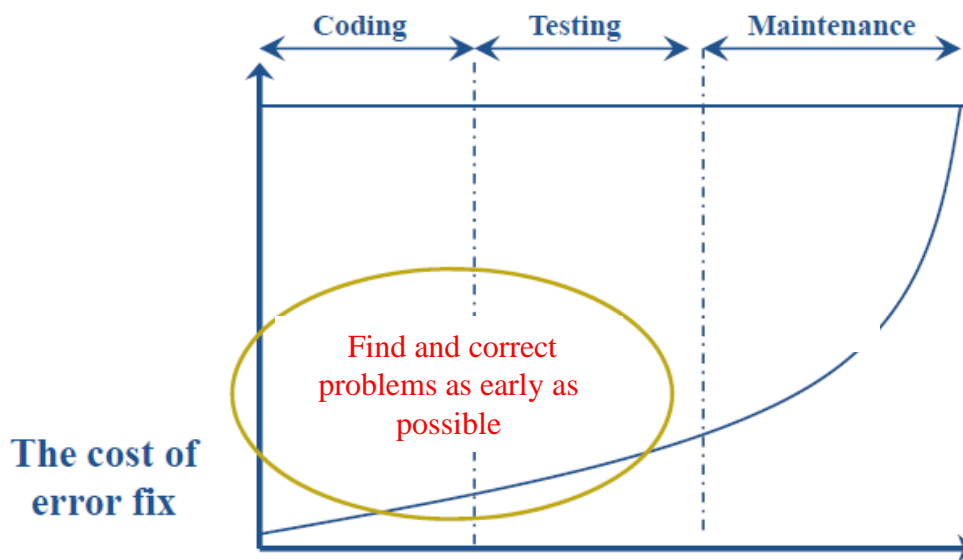 Coding
Testing
Maintenance
Find and correct
problems as early as
possible
The cost of
error fix